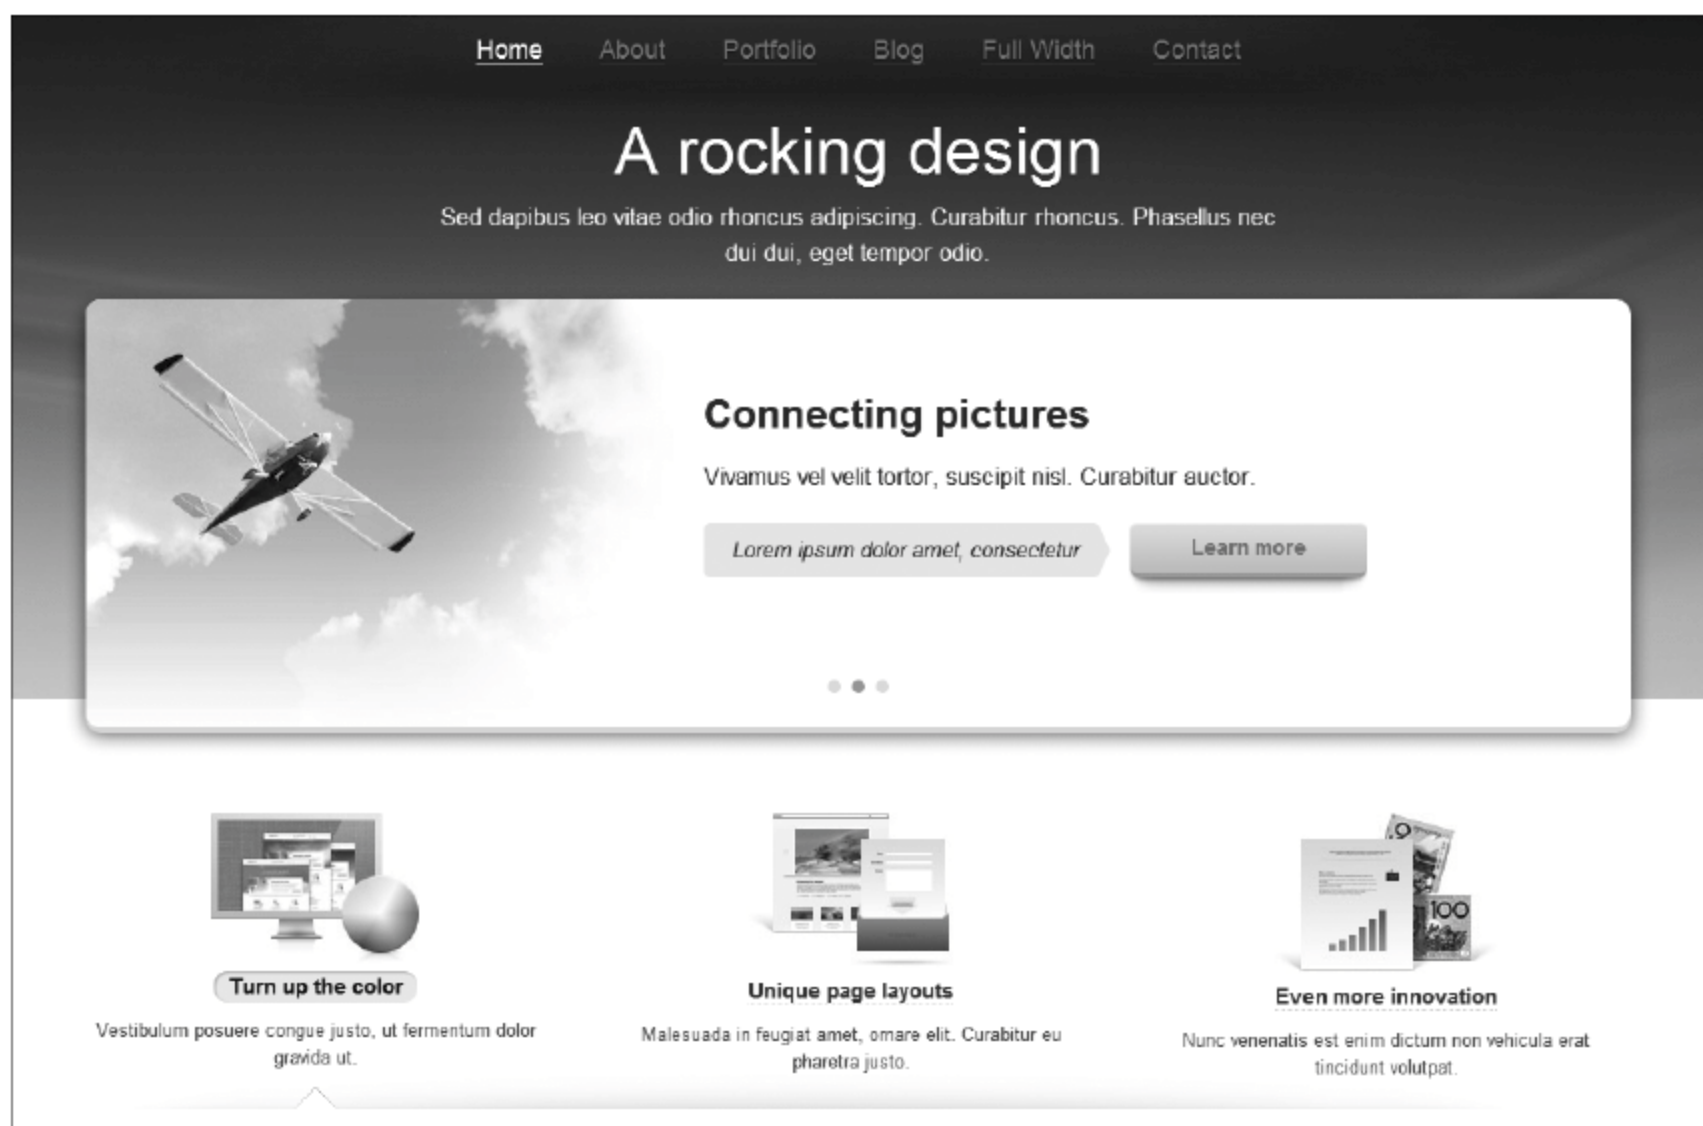 Home About Portfolio Blog Full Width Contact
A rocking design
Sed dapibus leo vitae odio rhoncus adipiscing. Curabitur rhoncus. Phasellus nec
dui dui, eget tempor odio.
Connecting pictures
Vivamus vel velit tortor, suscipit nisl. Curabitur auctor.
Lorem ipsum dolor amet, consectetur
Learn more
100
Turn up the color
Vestibulum posuere congue justo, ut fermentum dolor
gravida ut.
Unique page layouts
Malesuada in feugiat amet, ornare elit. Curabitur eu
pharetra justo.
Even more innovation
Nunc venenatis est enim dictum non vehicula erat
tincidunt volutpat.